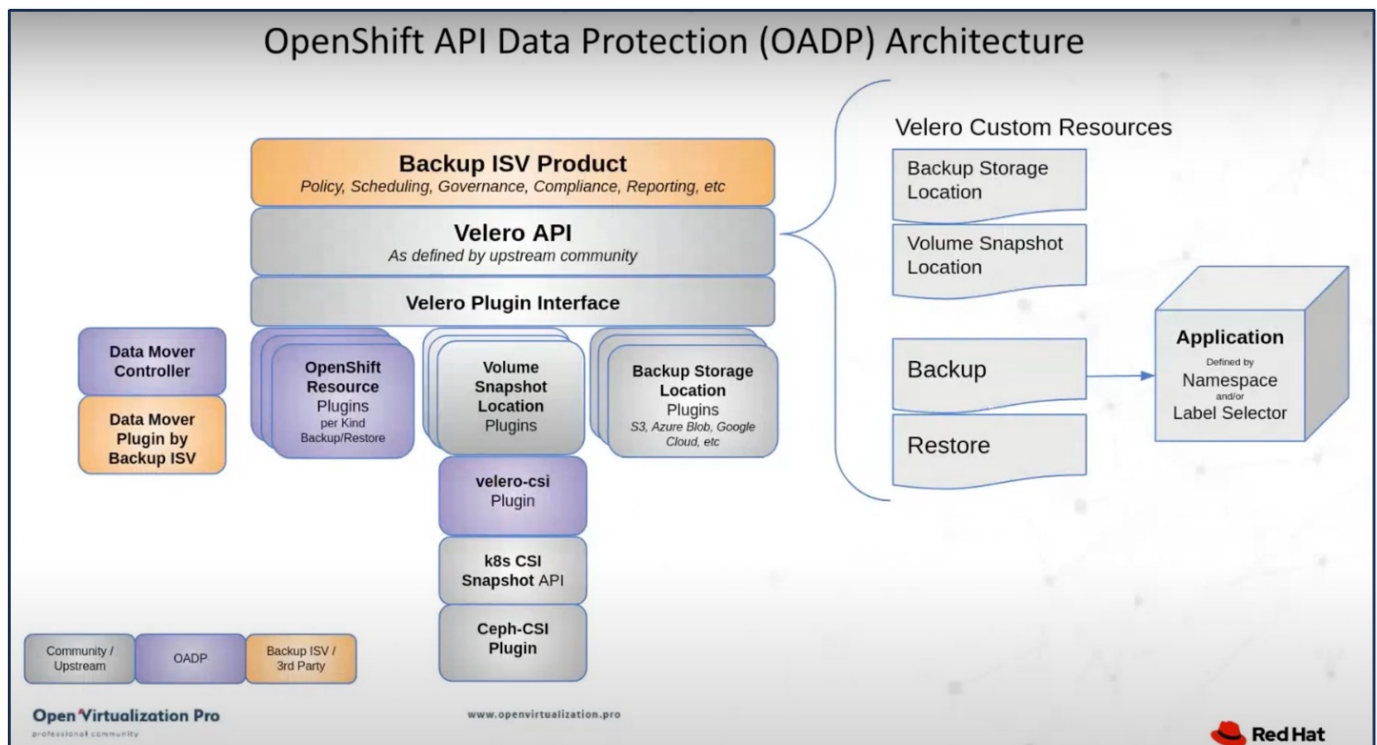 OpenShift API Data Protection (OADP) Architecture
Backup ISV Product
Policy, Scheduling, Governance, Compliance, Reporting, etc
Velero API
As defined by upstream community
Velero Plugin Interface
Data Mover
Controller
Data Mover
Plugin by
Backup ISV
OpenShift
Resource
Plugins
per Kind
Backup/Restore
Volume
Snapshot
Location
Plugins
Backup Storage
Location
Plugins
S3, Azure Blob, Google
Cloud, etc
velero-csi
Plugin
k8s CSI
Snapshot API
Ceph-CSI
Plugin
Velero Custom Resources
Backup Storage
Location
Volume Snapshot
Location
Backup
Restore
Application
Defined by
Namespace
and/or
Label Selector
Community /
Upstream
OADP
Backup ISV /
3rd Party
Open Virtualization Pro
professional community
www.openvirtualization.pro
Red Hat